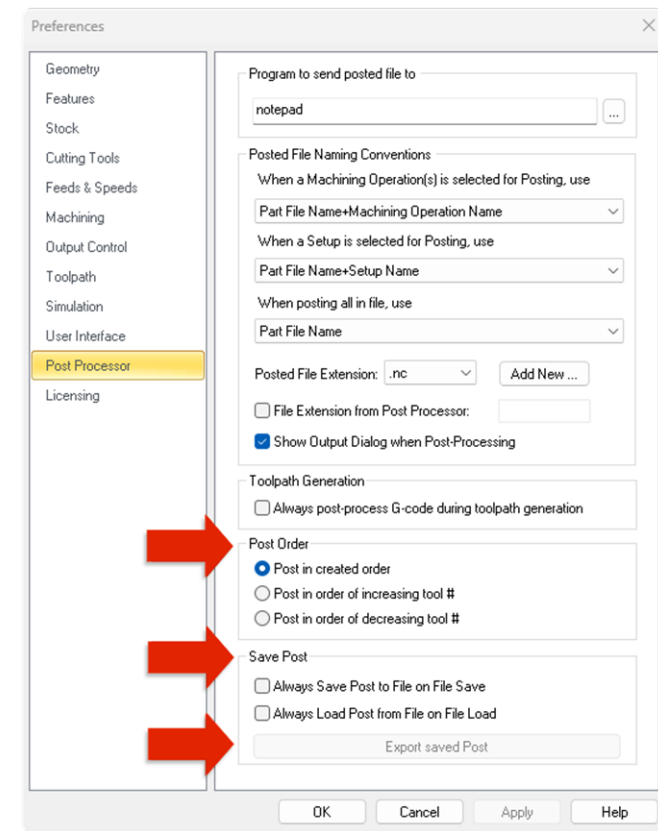 Preferences
Geometry
Features
Stock
Cutting Tools
Feeds & Speeds
Machining
Output Control
Toolpath
Simulation
User Interface
Post Processor
Licensing
Program to send posted file to
notepad
...
Posted File Naming Conventions
When a Machining Operation(s) is selected for Posting, use
Part File Name+Machining Operation Name
When a Setup is selected for Posting, use
Part File Name+Setup Name
When posting all in file, use
Part File Name
Posted File Extension: .nc Add New ...
File Extension from Post Processor:
Show Output Dialog when Post-Processing
Toolpath Generation
Always post-process G-code during toolpath generation
Post Order
Post in created order
Post in order of increasing tool #
Post in order of decreasing tool #
Save Post
Always Save Post to File on File Save
Always Load Post from File on File Load
Export saved Post
OK Cancel Apply Help